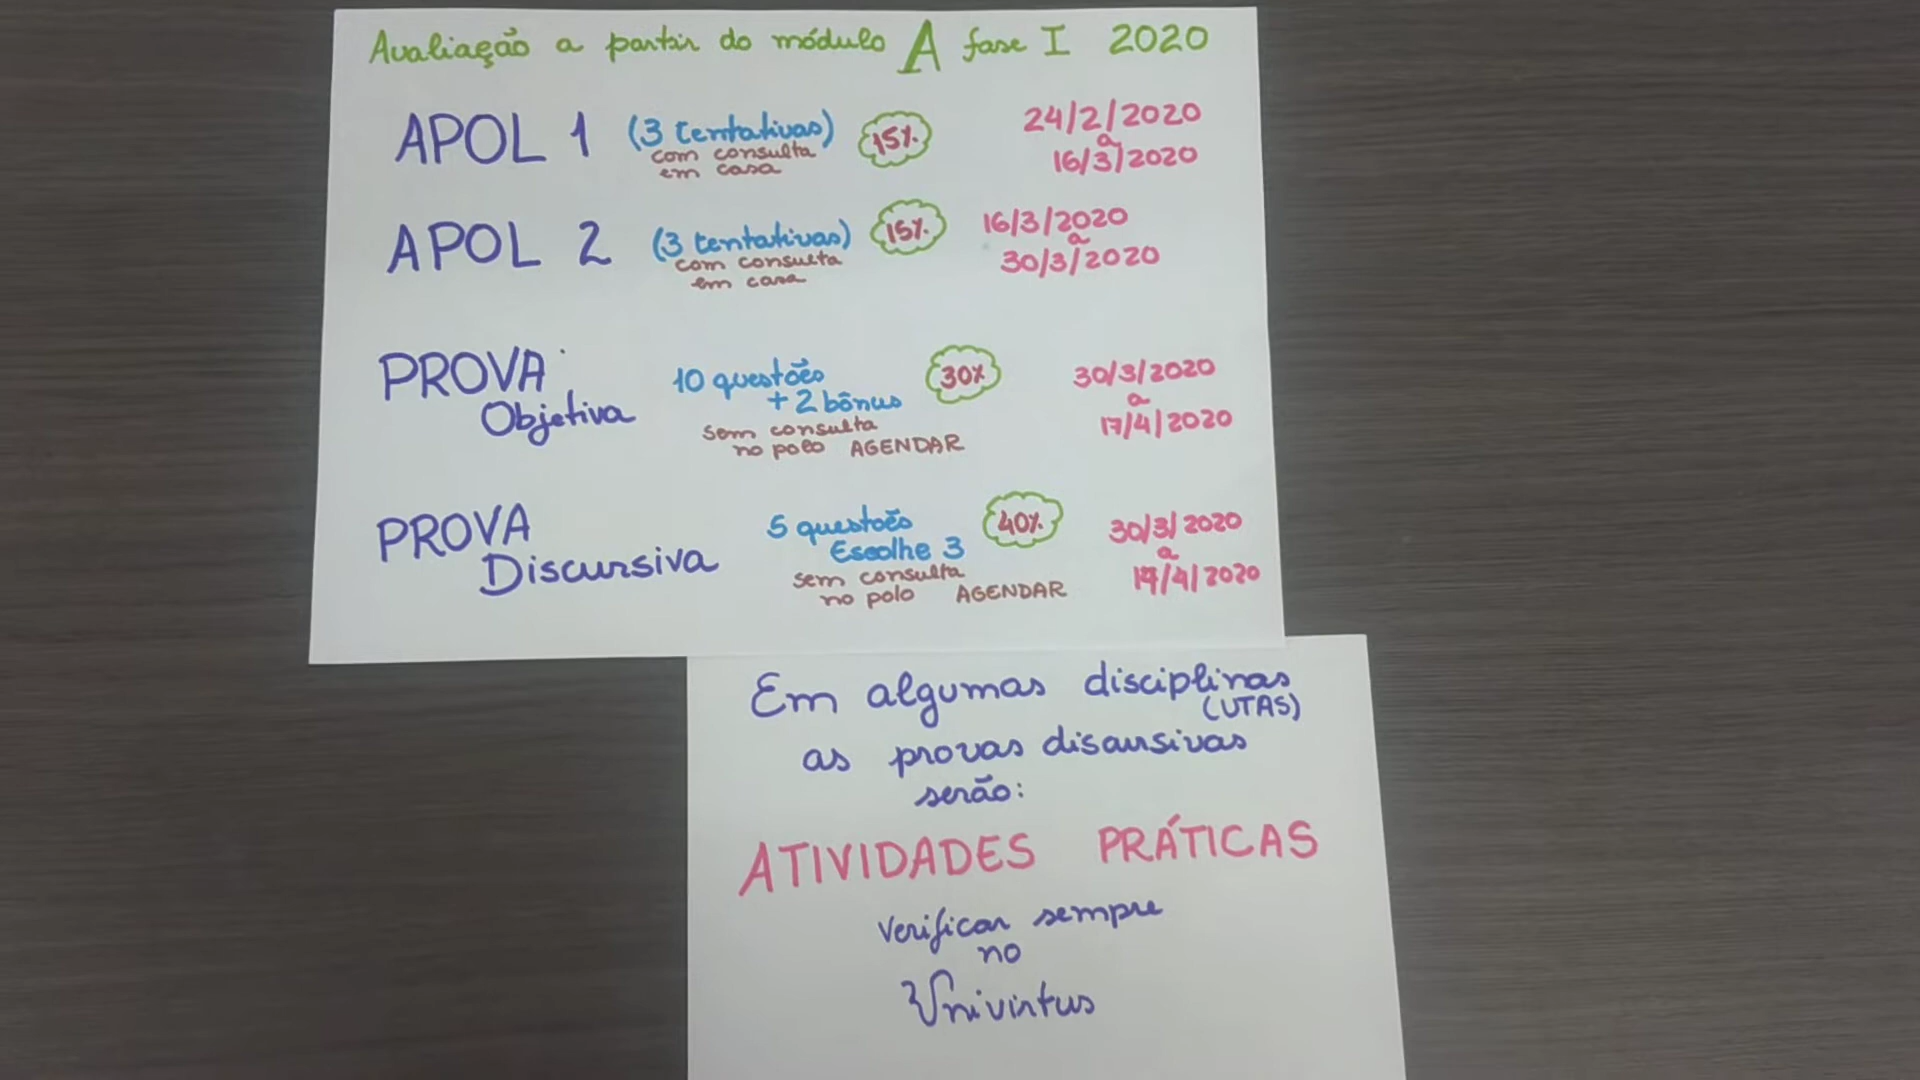 Avaliação a partir do módulo A fase I 2020
APOL 1 (3 tentativas) 15% 24/2/2020
com consulta a
em casa 16/3/2020
APOL 2 (3 tentativas) 15% 16/3/2020
com consulta a
em casa 30/3/2020
PROVA 10 questões 30% 30/3/2020
Objetiva + 2 bônus a
sem consulta 17/4/2020
no polo AGENDAR
PROVA 5 questões 40% 30/3/2020
Discursiva Escolhe 3 a
sem consulta 17/4/2020
no polo AGENDAR
Em algumas disciplinas
(UTAS)
as provas discursivas
serão:
ATIVIDADES PRÁTICAS
Verificar sempre
no
Univirtus